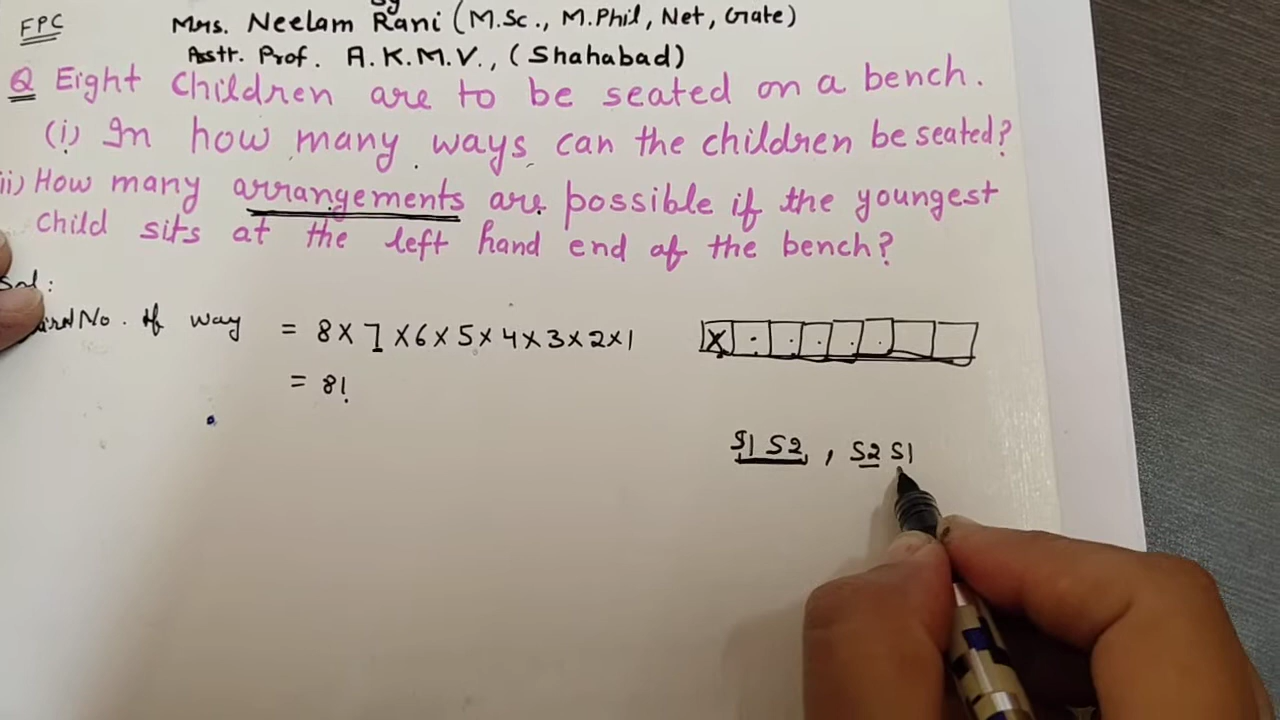 By
FPC
Mrs. Neelam Rani (M.Sc., M.Phil, Net, Gate)
Asstt. Prof. A.K.M.V., (Shahabad)
Q Eight Children are to be seated on a bench.
(i) In how many ways can the children be seated?
ii) How many arrangements are possible if the youngest
child sits at the left hand end of the bench?
Sol:
No. of way = 8×7×6×5×4×3×2×1
= 8!
X
S1 S2, S2 S1